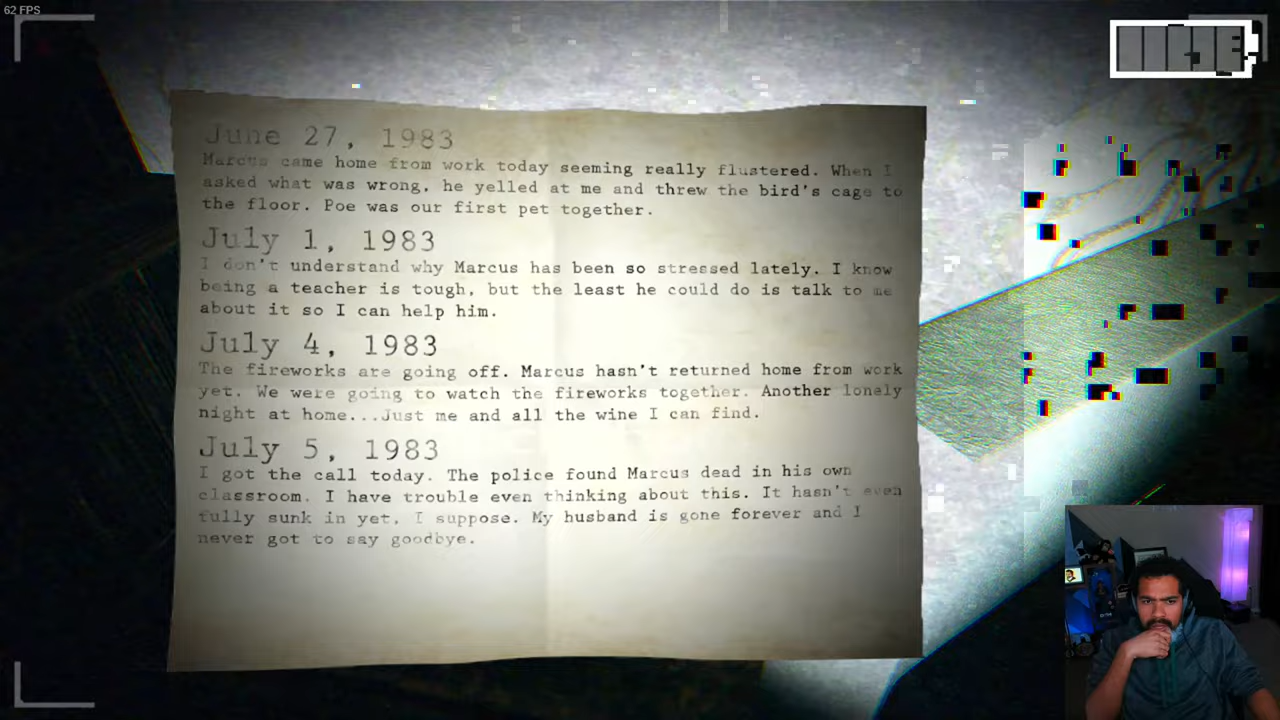 62 FPS
June 27, 1983
Marcus came home from work today seeming really flustered. When I
asked what was wrong, he yelled at me and threw the bird's cage to
the floor. Poe was our first pet together.
July 1, 1983
I don't understand why Marcus has been so stressed lately. I know
being a teacher is tough, but the least he could do is talk to me
about it so I can help him.
July 4, 1983
The fireworks are going off. Marcus hasn't returned home from work
yet. We were going to watch the fireworks together. Another lonely
night at home...Just me and all the wine I can find.
July 5, 1983
I got the call today. The police found Marcus dead in his own
classroom. I have trouble even thinking about this. It hasn't even
fully sunk in yet, I suppose. My husband is gone forever and I
never got to say goodbye.